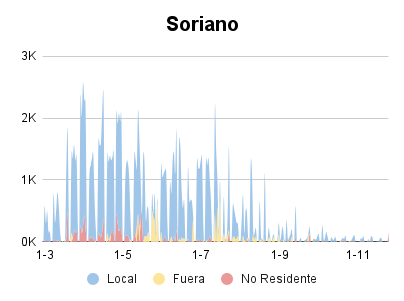 Soriano
3K
2K
1K
0K
1-3 1-5 1-7 1-9 1-11
Local Fuera No Residente